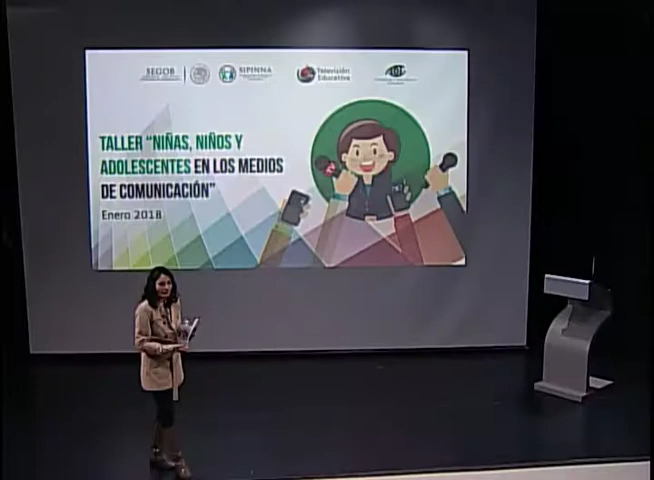 SEGOB
SIPINNA
Televisión
Educativa
TALLER "NIÑAS, NIÑOS Y
ADOLESCENTES EN LOS MEDIOS
DE COMUNICACIÓN"
Enero 2018